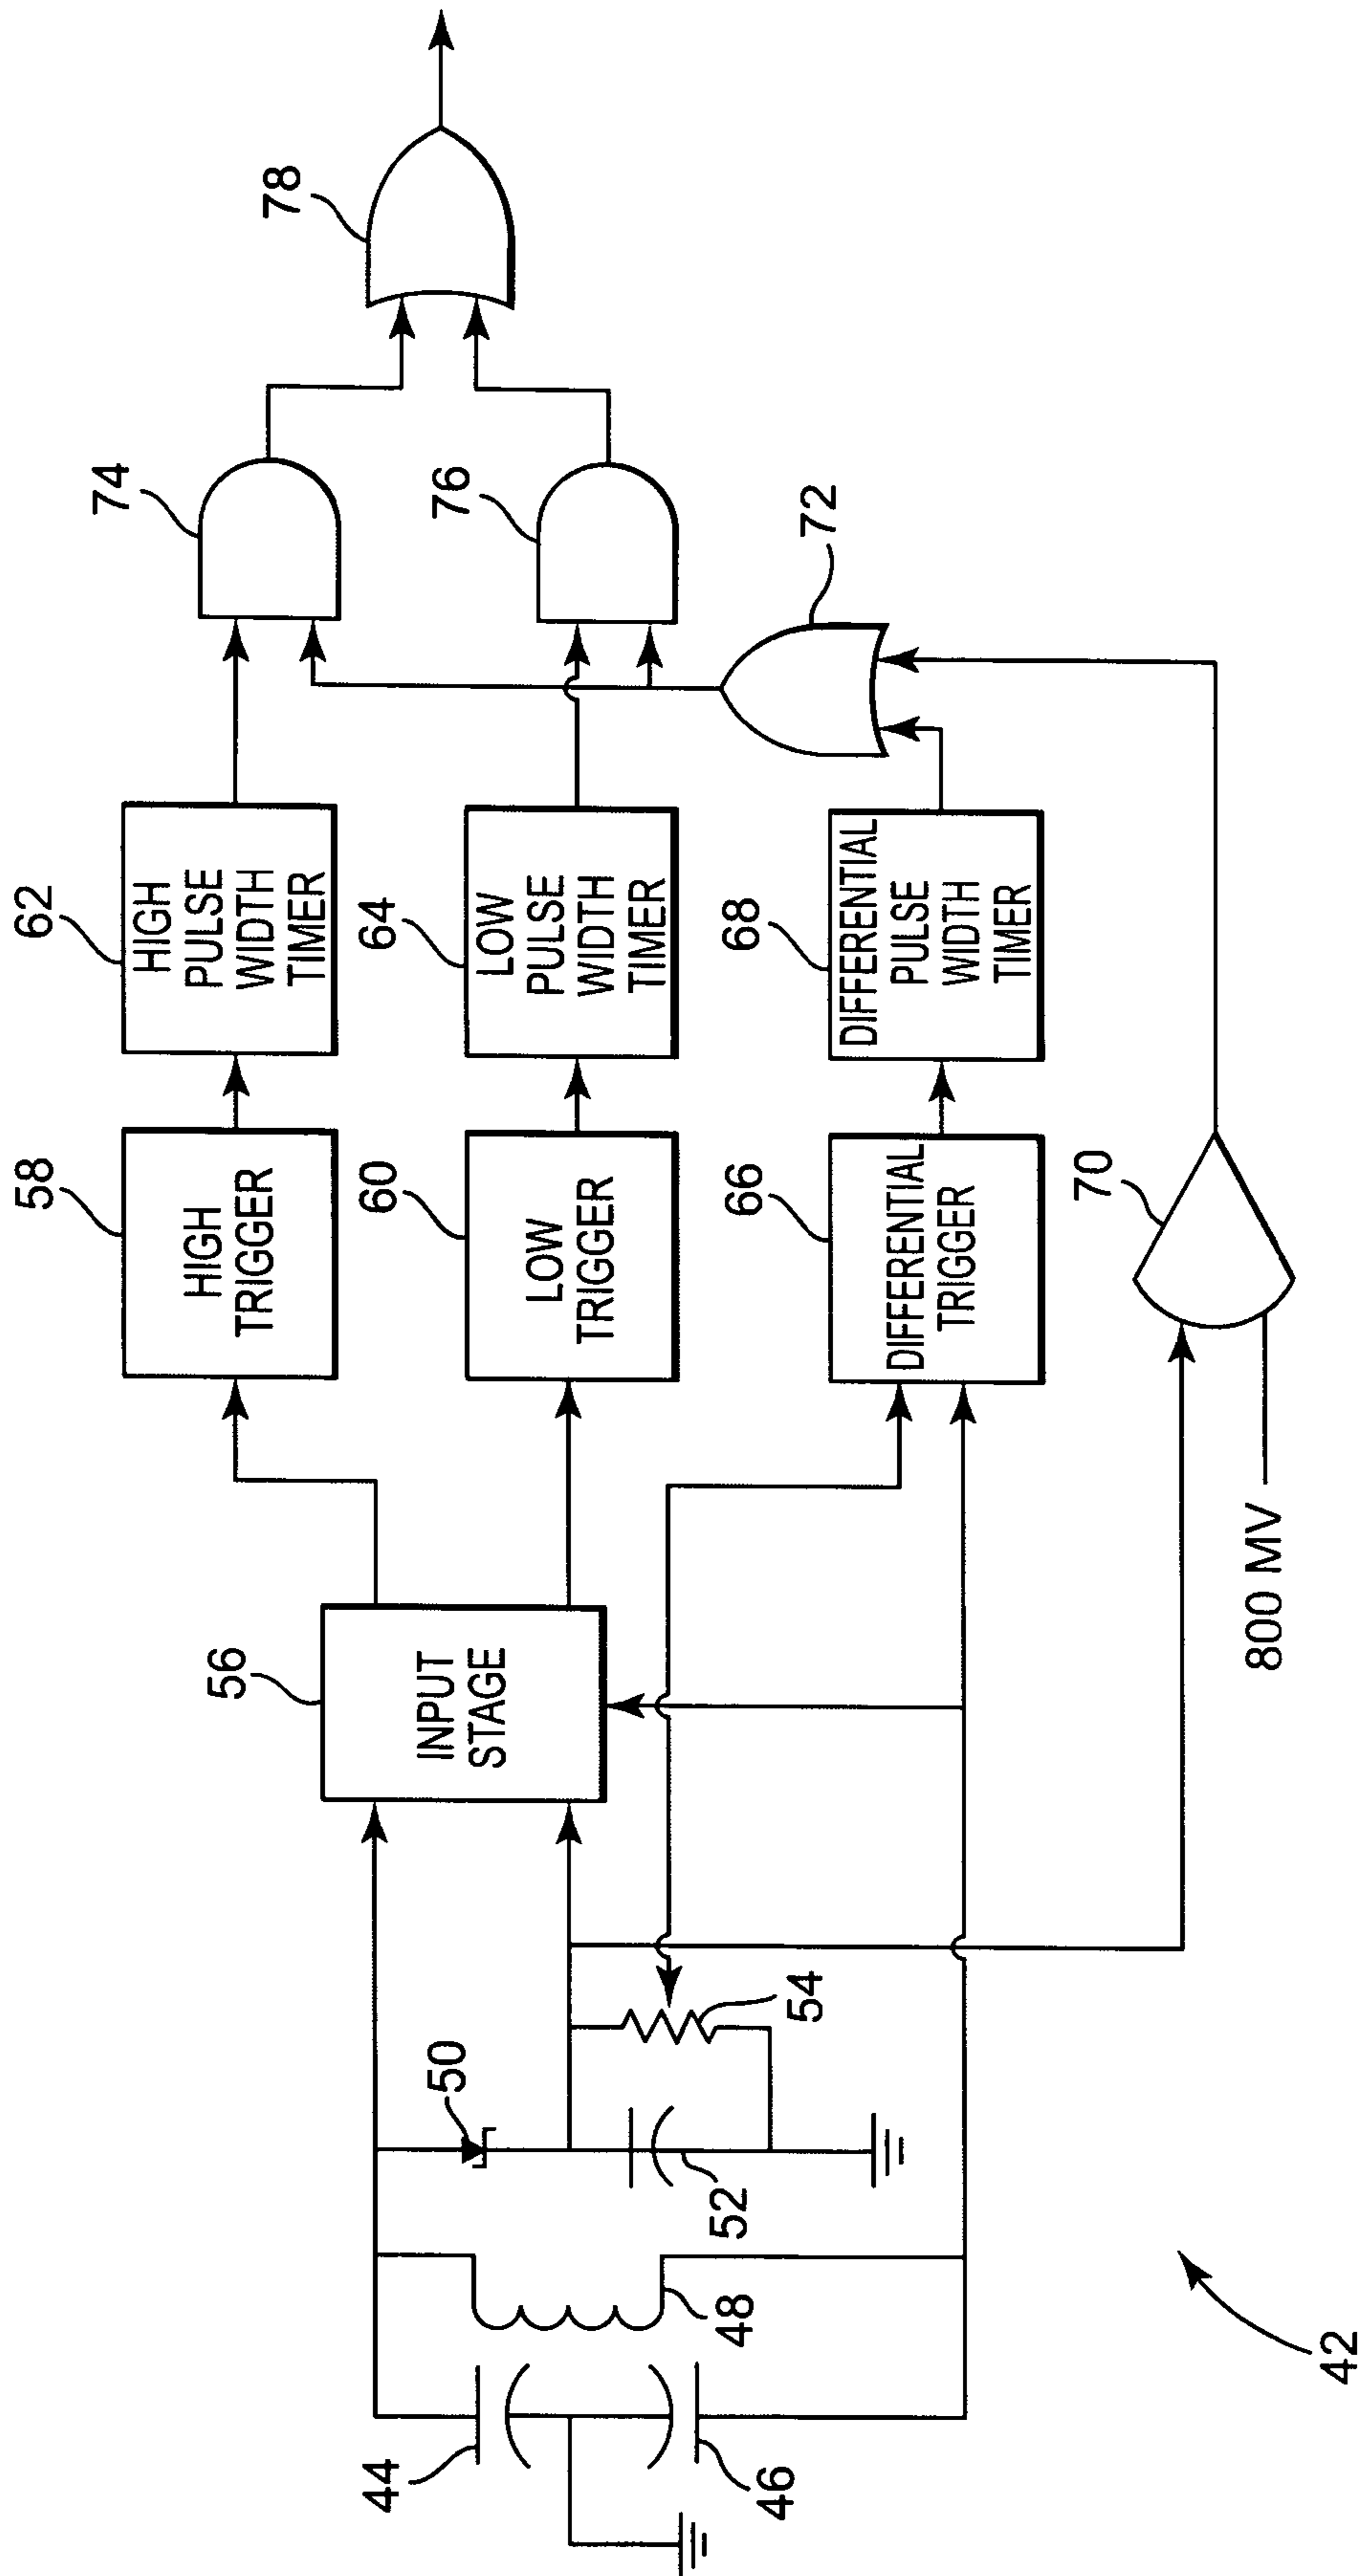 42
44
46
48
50
52
54
56
INPUT
STAGE
58
HIGH
TRIGGER
60
LOW
TRIGGER
62
HIGH
PULSE
WIDTH
TIMER
64
LOW
PULSE
WIDTH
TIMER
66
DIFFERENTIAL
TRIGGER
68
DIFFERENTIAL
PULSE
WIDTH
TIMER
70
800 MV
72
74
76
78